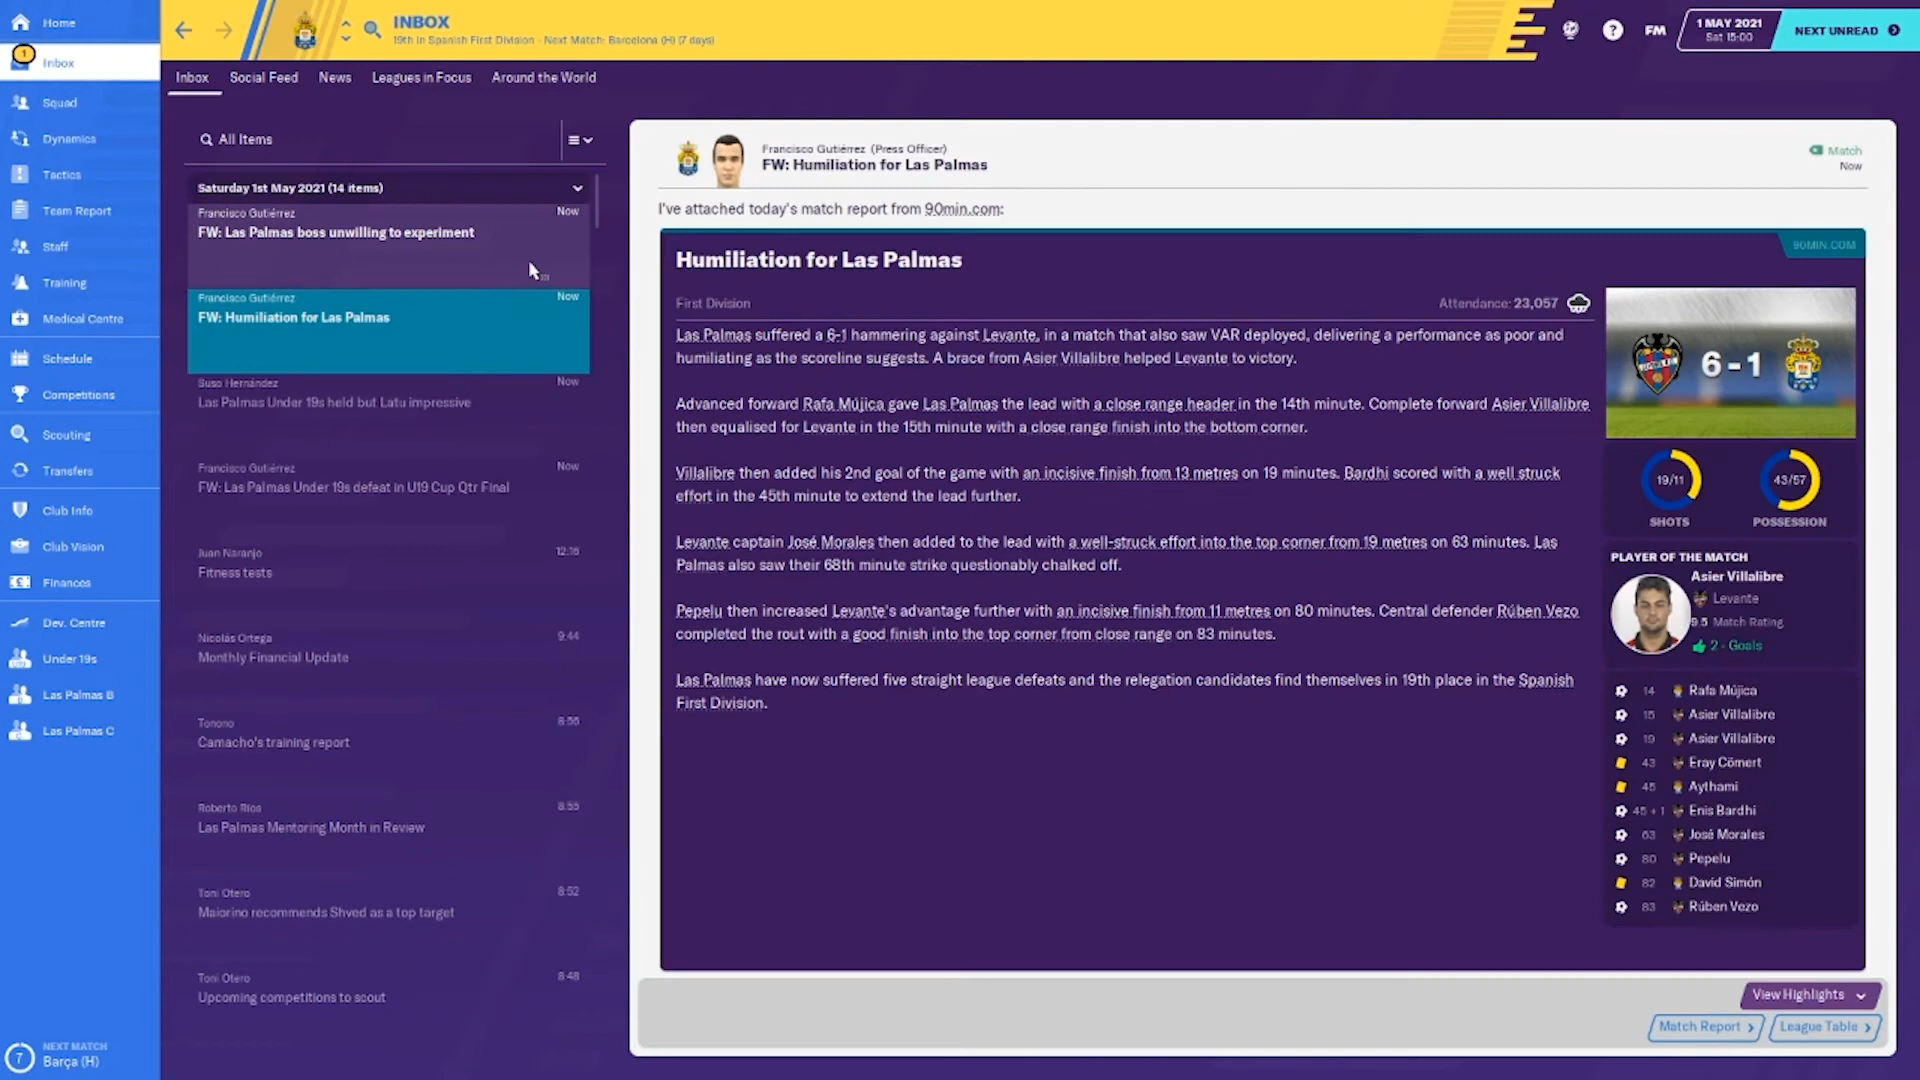 Home
1
Inbox
Squad
Dynamics
Tactics
Team Report
Staff
Training
Medical Centre
Schedule
Competitions
Scouting
Transfers
Club Info
Club Vision
Finances
Dev. Centre
Under 19s
Las Palmas B
Las Palmas C
7
NEXT MATCH
Barça (H)
INBOX
19th in Spanish First Division - Next Match: Barcelona (H) (7 days)
FM
1 MAY 2021
Sat 15:00
NEXT UNREAD
Inbox Social Feed News Leagues in Focus Around the World
All Items
Saturday 1st May 2021 (14 items)
Francisco Gutiérrez Now
FW: Las Palmas boss unwilling to experiment
Francisco Gutiérrez Now
FW: Humiliation for Las Palmas
Suso Hernández Now
Las Palmas Under 19s held but Latu impressive
Francisco Gutiérrez Now
FW: Las Palmas Under 19s defeat in U19 Cup Qtr Final
Juan Naranjo 12:16
Fitness tests
Nicolás Ortega 9:44
Monthly Financial Update
Tonono 8:56
Camacho's training report
Roberto Ríos 8:55
Las Palmas Mentoring Month in Review
Toni Otero 8:52
Maiorino recommends Shved as a top target
Toni Otero 8:48
Upcoming competitions to scout
Francisco Gutiérrez (Press Officer)
FW: Humiliation for Las Palmas
Match
Now
I've attached today's match report from 90min.com:
90MIN.COM
Humiliation for Las Palmas
First Division Attendance: 23,057
Las Palmas suffered a 6-1 hammering against Levante, in a match that also saw VAR deployed, delivering a performance as poor and
humiliating as the scoreline suggests. A brace from Asier Villalibre helped Levante to victory.
Advanced forward Rafa Mújica gave Las Palmas the lead with a close range header in the 14th minute. Complete forward Asier Villalibre
then equalised for Levante in the 15th minute with a close range finish into the bottom corner.
Villalibre then added his 2nd goal of the game with an incisive finish from 13 metres on 19 minutes. Bardhi scored with a well struck
effort in the 45th minute to extend the lead further.
Levante captain José Morales then added to the lead with a well-struck effort into the top corner from 19 metres on 63 minutes. Las
Palmas also saw their 68th minute strike questionably chalked off.
Pepelu then increased Levante's advantage further with an incisive finish from 11 metres on 80 minutes. Central defender Rúben Vezo
completed the rout with a good finish into the top corner from close range on 83 minutes.
Las Palmas have now suffered five straight league defeats and the relegation candidates find themselves in 19th place in the Spanish
First Division.
6 - 1
19/11 43/57
SHOTS POSSESSION
PLAYER OF THE MATCH
Asier Villalibre
Levante
9.5 Match Rating
2 - Goals
14 Rafa Mújica
15 Asier Villalibre
19 Asier Villalibre
43 Eray Cömert
45 Aythami
45 + 1 Enis Bardhi
63 José Morales
80 Pepelu
82 David Simón
83 Rúben Vezo
View Highlights
Match Report
League Table